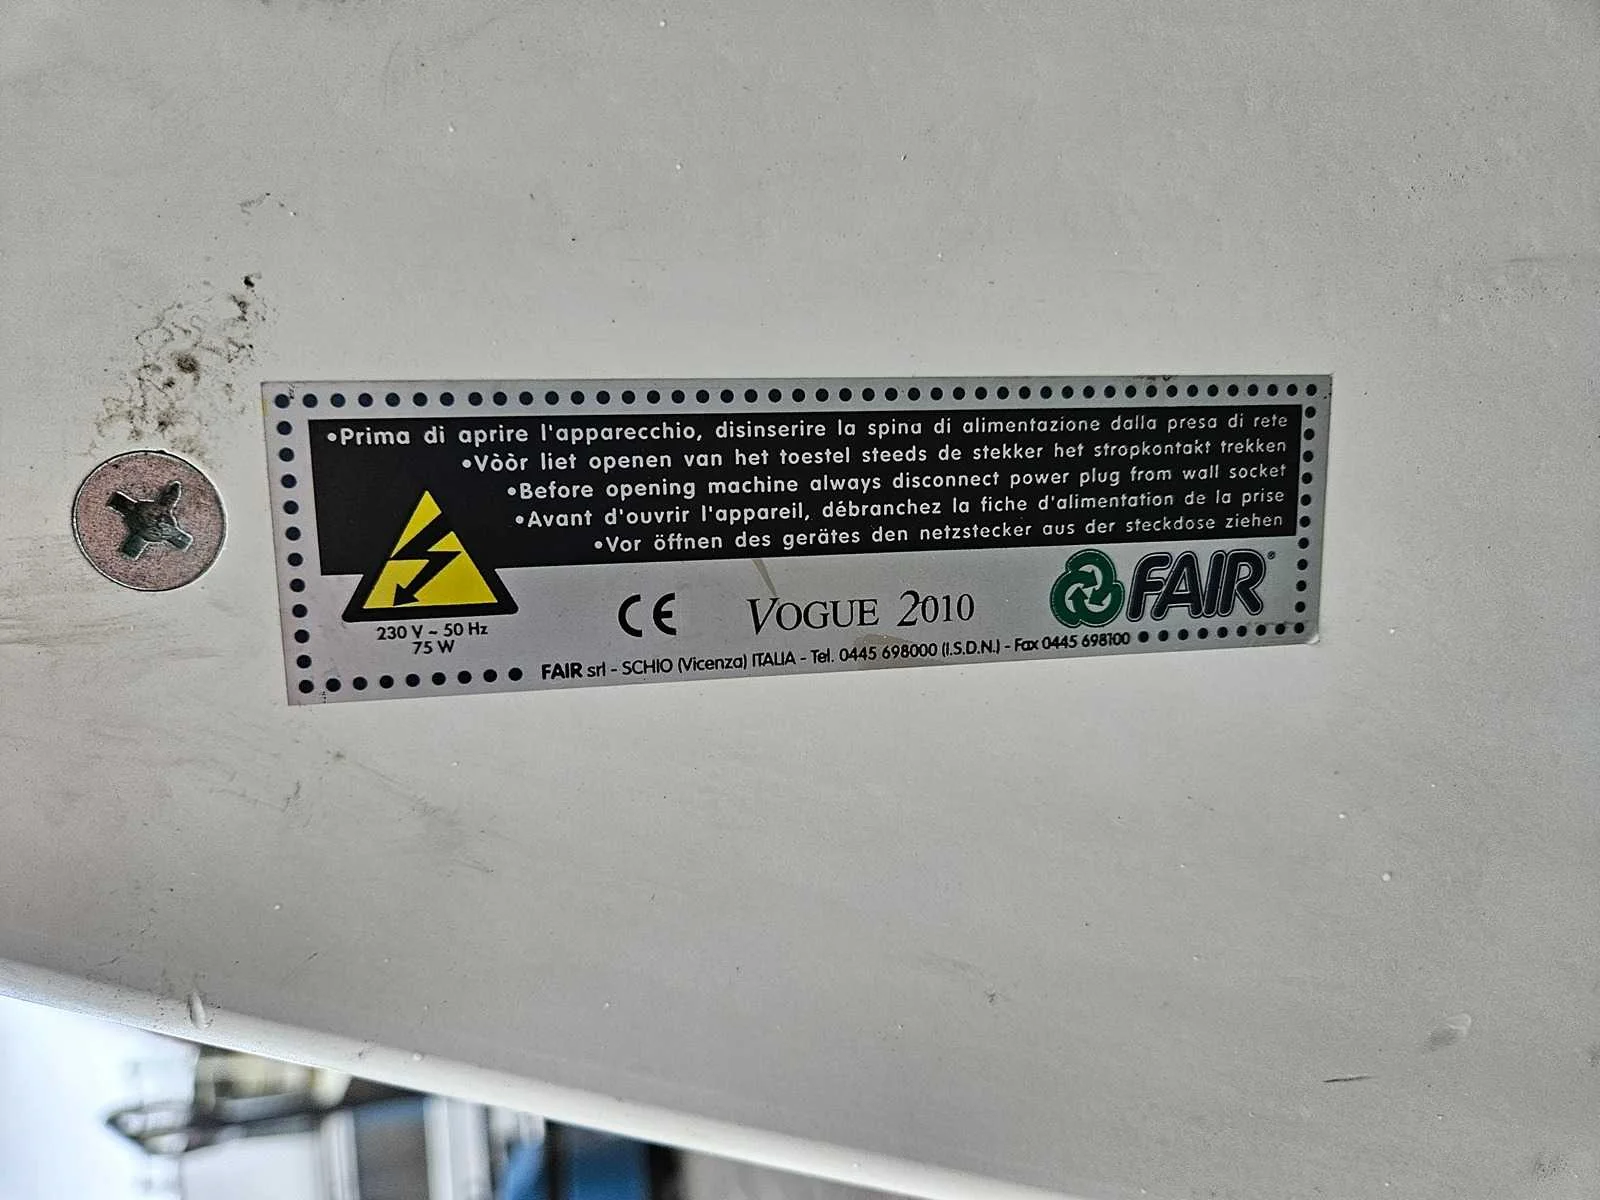 •Prima di aprire l'apparecchio, disinserire la spina di alimentazione dalla presa di rete
•Vòòr liet openen van het toestel steeds de stekker het stropkontakt trekken
•Before opening machine always disconnect power plug from wall socket
•Avant d'ouvrir l'appareil, débranchez la fiche d'alimentation de la prise
•Vor öffnen des gerätes den netzstecker aus der steckdose ziehen
230 V ~ 50 Hz
75 W
CE
VOGUE 2010
FAIR®
FAIR srl - SCHIO (Vicenza) ITALIA - Tel. 0445 698000 (I.S.D.N.) - Fax 0445 698100